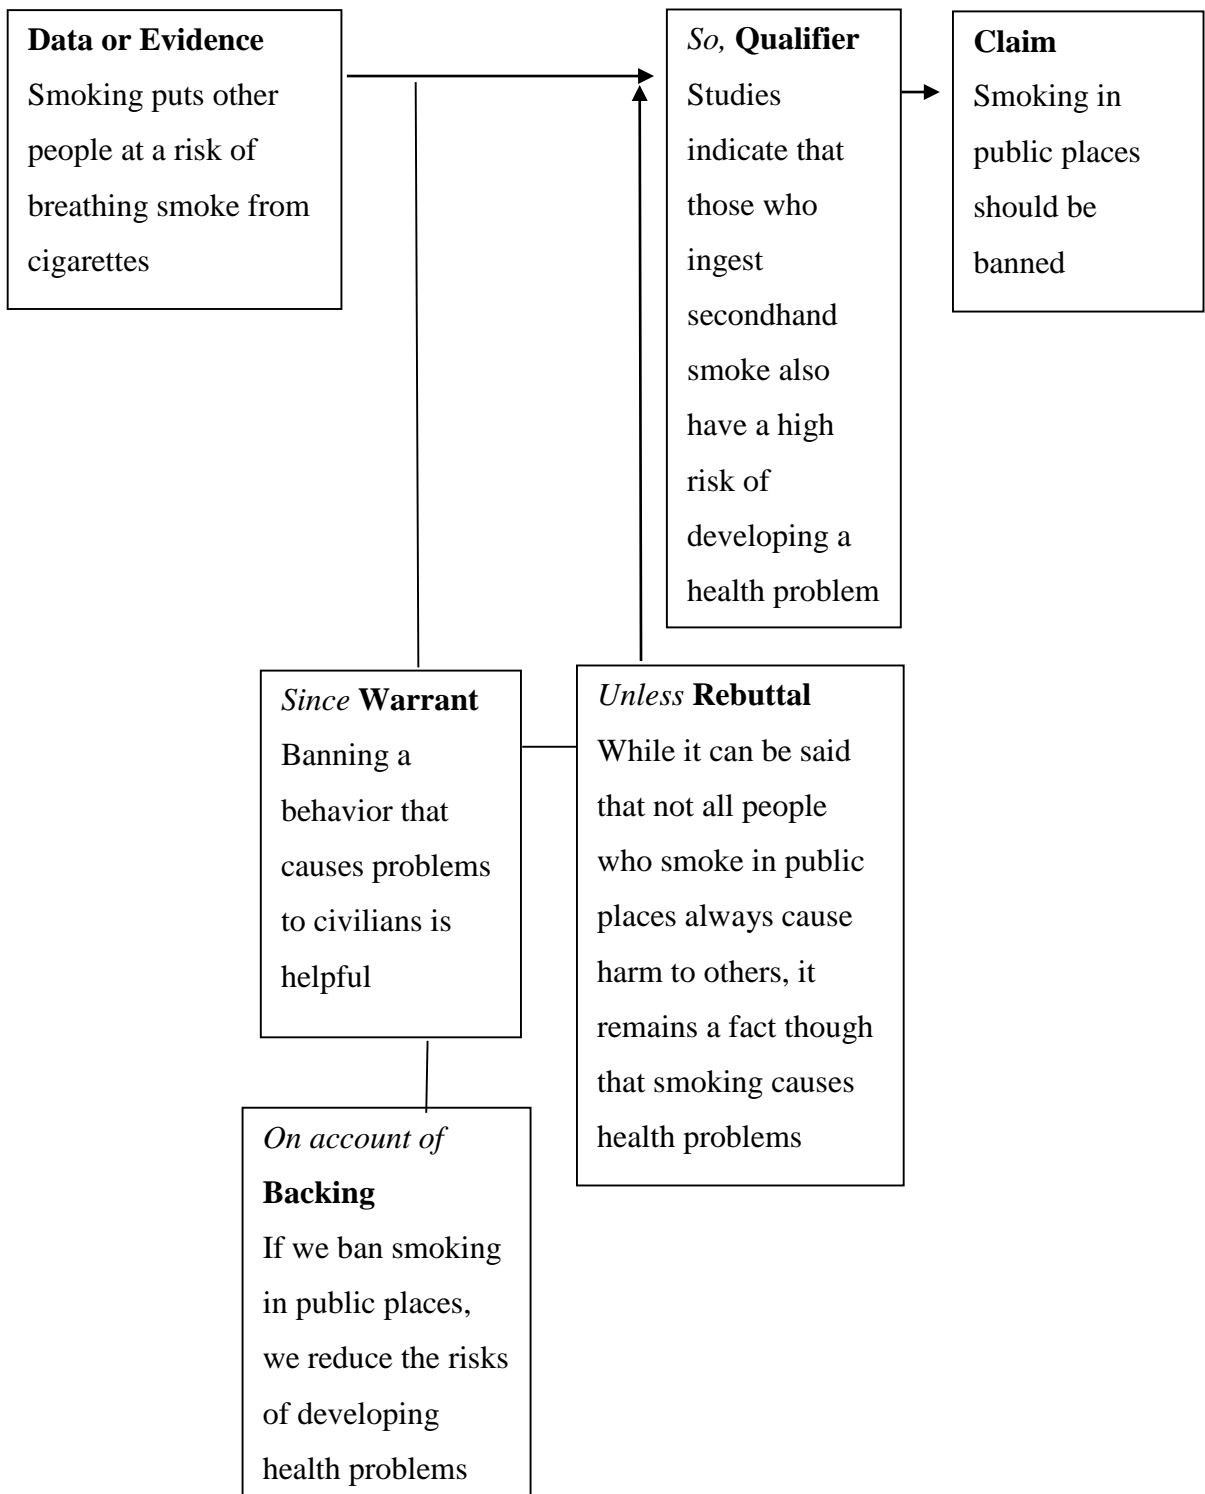 Data or Evidence
Smoking puts other
people at a risk of
breathing smoke from
cigarettes
So, Qualifier
Studies
indicate that
those who
ingest
secondhand
smoke also
have a high
risk of
developing a
health problem
Claim
Smoking in
public places
should be
banned
Since Warrant
Banning a
behavior that
causes problems
to civilians is
helpful
Unless Rebuttal
While it can be said
that not all people
who smoke in public
places always cause
harm to others, it
remains a fact though
that smoking causes
health problems
On account of
Backing
If we ban smoking
in public places,
we reduce the risks
of developing
health problems